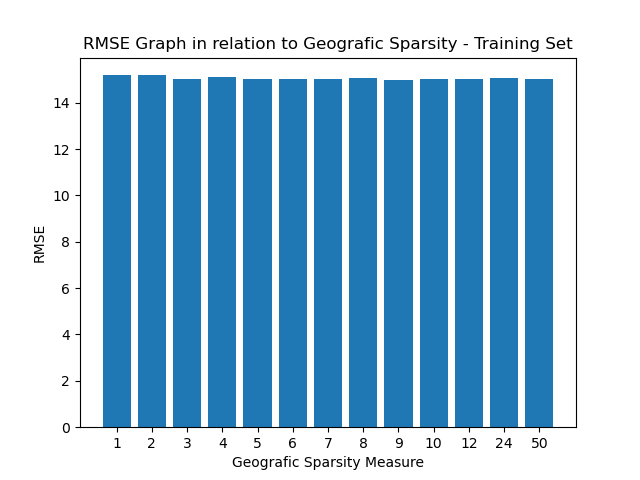 RMSE Graph in relation to Geografic Sparsity - Training Set
14
12
10
8
6
4
2
0
RMSE
1 2 3 4 5 6 7 8 9 10 12 24 50
Geografic Sparsity Measure